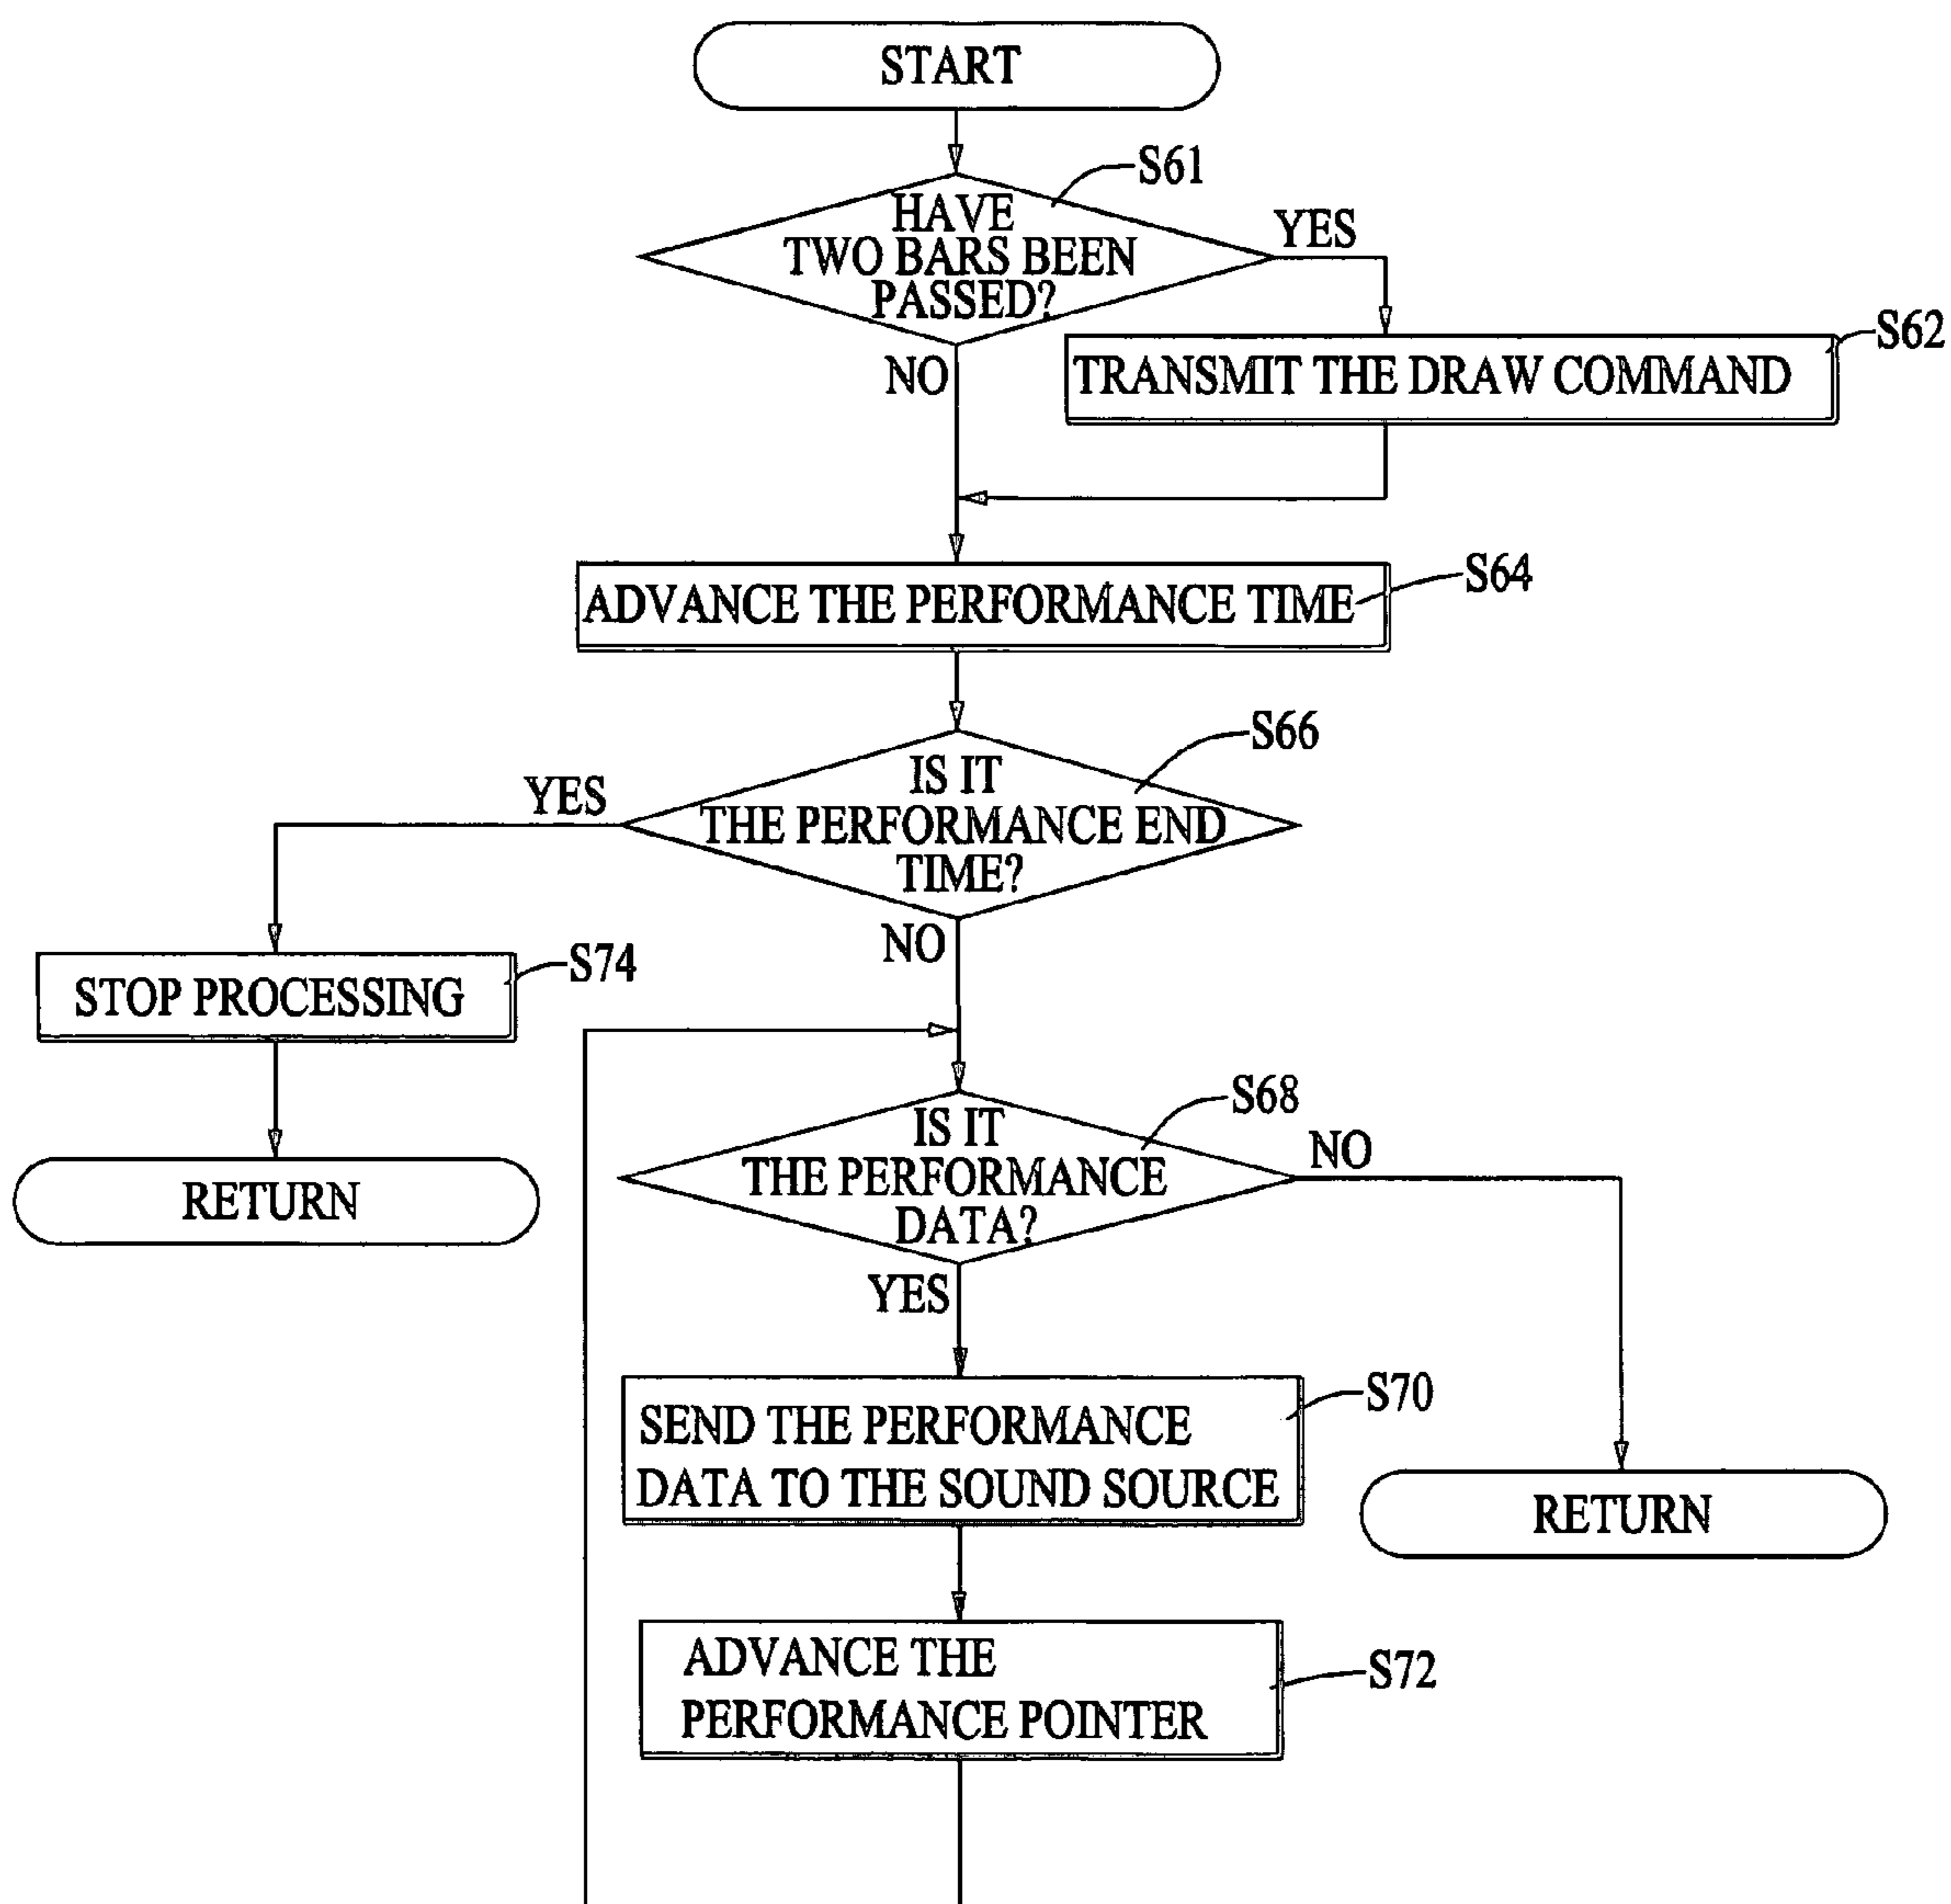 START
S61
HAVE
TWO BARS BEEN
PASSED?
YES
S62
NO
TRANSMIT THE DRAW COMMAND
S64
ADVANCE THE PERFORMANCE TIME
S66
IS IT
THE PERFORMANCE END
TIME?
YES
NO
S74
STOP PROCESSING
S68
IS IT
THE PERFORMANCE
DATA?
NO
RETURN
YES
S70
SEND THE PERFORMANCE
DATA TO THE SOUND SOURCE
RETURN
S72
ADVANCE THE
PERFORMANCE POINTER